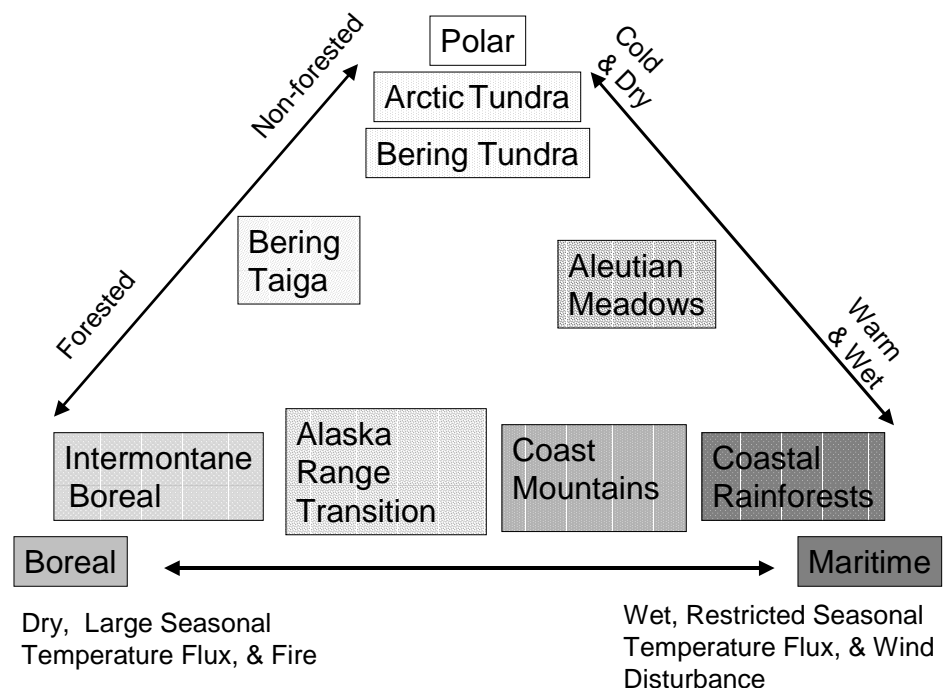 Polar
Non-forested
Cold
& Dry
Arctic Tundra
Bering Tundra
Bering
Taiga
Aleutian
Meadows
Forested
Warm
& Wet
Intermontane
Boreal
Alaska
Range
Transition
Coast
Mountains
Coastal
Rainforests
Boreal
Maritime
Dry, Large Seasonal
Temperature Flux, & Fire
Wet, Restricted Seasonal
Temperature Flux, & Wind
Disturbance